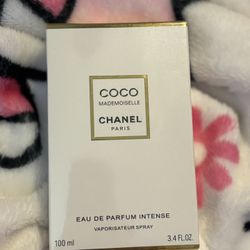 COCO
MADEMOISELLE
CHANEL
PARIS
EAU DE PARFUM INTENSE
VAPORISATEUR SPRAY
100 ml
3.4 FL.OZ.